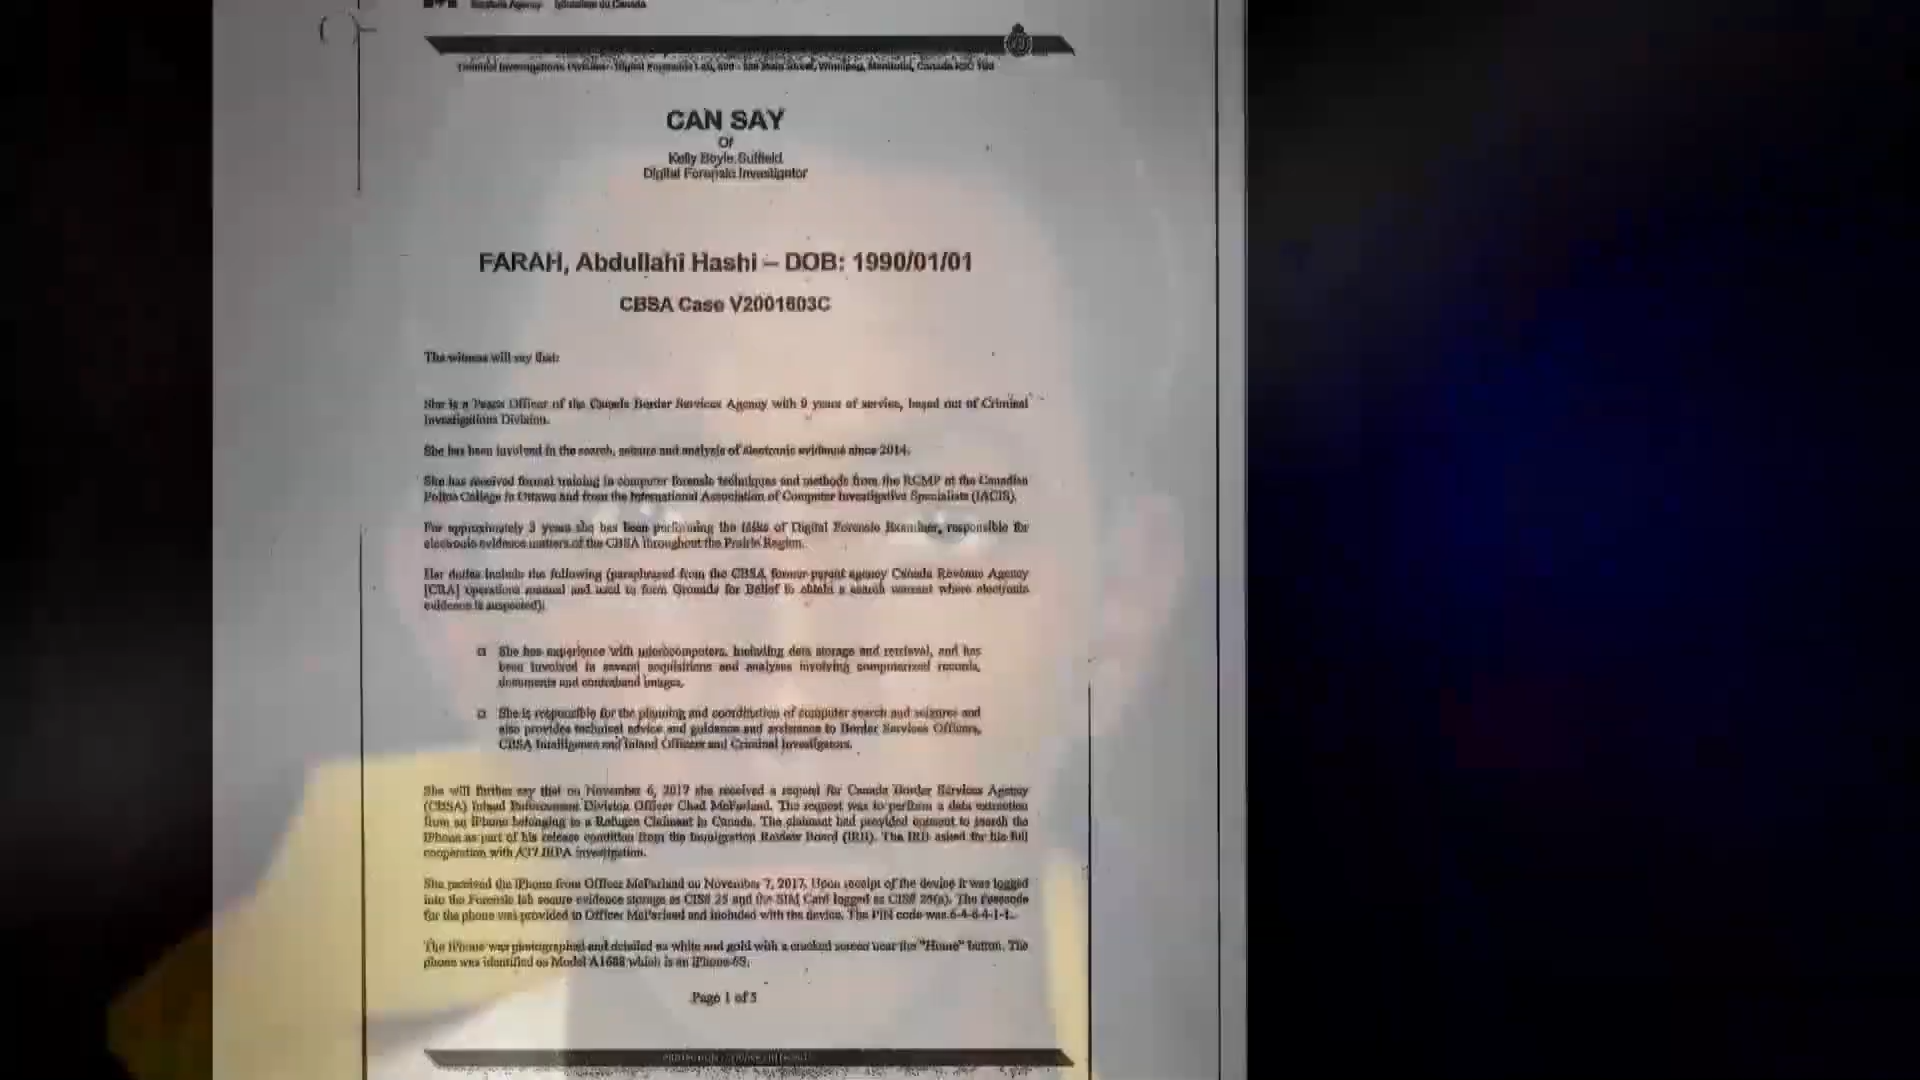 CAN SAY
Of
Kelly Boyle Suffield
Digital Forensic Investigator
FARAH, Abdullahi Hashi – DOB: 1990/01/01
CBSA Case V2001603C
The witness will say that:
She is a Peace Officer of the Canada Border Services Agency with 9 years of service, based out of Criminal
Investigations Division.
She has been involved in the search, seizure and analysis of electronic evidence since 2014.
She has received formal training in computer forensic techniques and methods from the RCMP at the Canadian
Police College in Ottawa and from the International Association of Computer Investigative Specialists (IACIS).
For approximately 3 years she has been performing the tasks of Digital Forensic Examiner, responsible for
electronic evidence matters of the CBSA throughout the Prairie Region.
Her duties include the following (paraphrased from the CBSA former parent agency Canada Revenue Agency
[CRA] operations manual and used to form Grounds for Belief to obtain a search warrant where electronic
evidence is suspected):
She has experience with microcomputers, including data storage and retrieval, and has
been involved in several acquisitions and analyses involving computerized records,
documents and contraband images.
She is responsible for the planning and coordination of computer search and seizures and
also provides technical advice and guidance and assistance to Border Services Officers,
CBSA Intelligence and Inland Officers and Criminal Investigators.
She will further say that on November 6, 2017 she received a request for Canada Border Services Agency
(CBSA) Inland Enforcement Division Officer Chad McFarland. The request was to perform a data extraction
from an iPhone belonging to a Refugee Claimant in Canada. The claimant had provided consent to search the
iPhone as part of his release condition from the Immigration Review Board (IRB). The IRB asked for his full
cooperation with A37 IRPA investigation.
She received the iPhone from Officer McFarland on November 7, 2017. Upon receipt of the device it was logged
into the Forensic lab secure evidence storage as CIS# 25 and the SIM Card logged as CIS# 25(a). The Passcode
for the phone was provided to Officer McFarland and included with the device. The PIN code was 6-4-6-4-1-1.
The iPhone was photographed and detailed as white and gold with a cracked screen near the "Home" button. The
phone was identified as Model A1688 which is an iPhone 6S.
Page 1 of 5